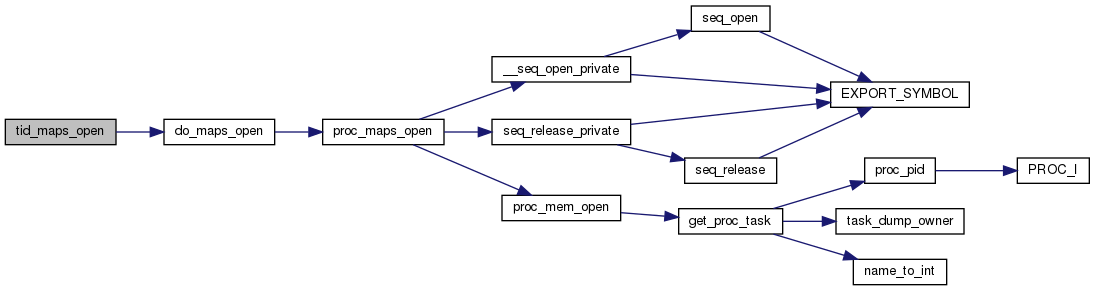 tid_maps_open
do_maps_open
proc_maps_open
__seq_open_private
seq_open
EXPORT_SYMBOL
seq_release_private
seq_release
proc_mem_open
get_proc_task
proc_pid
PROC_I
task_dump_owner
name_to_int